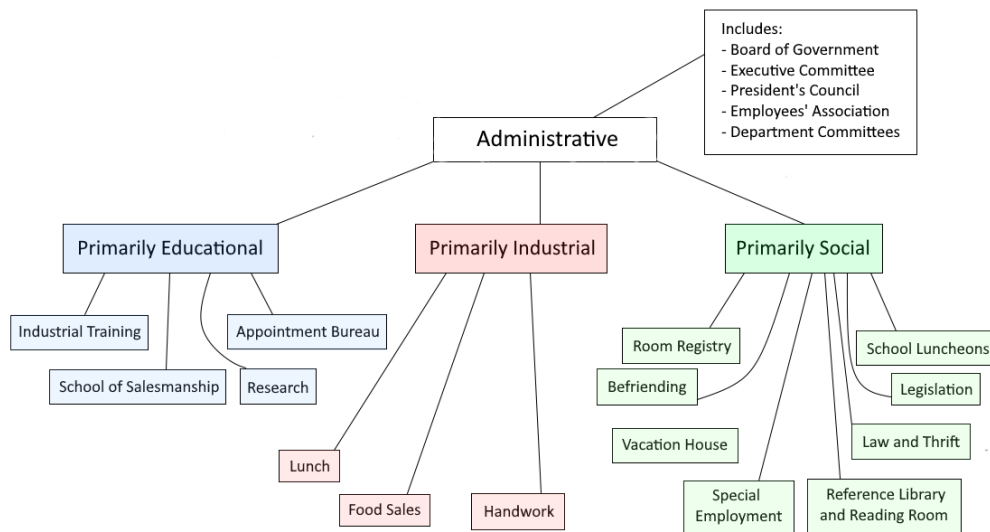 Includes:
- Board of Government
- Executive Committee
- President's Council
- Employees' Association
- Department Committees
Administrative
Primarily Educational
Primarily Industrial
Primarily Social
Industrial Training
Appointment Bureau
School of Salesmanship
Research
Lunch
Food Sales
Handwork
Room Registry
School Luncheons
Befriending
Legislation
Vacation House
Law and Thrift
Special
Employment
Reference Library
and Reading Room